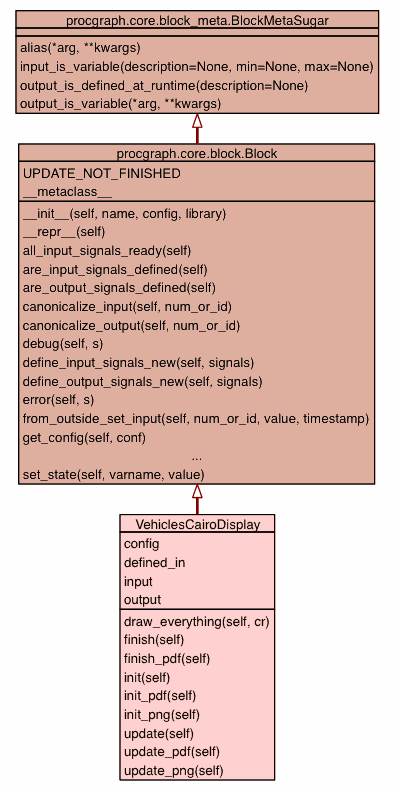 procgraph.core.block_meta.BlockMetaSugar
alias(*arg, **kwargs)
input_is_variable(description=None, min=None, max=None)
output_is_defined_at_runtime(description=None)
output_is_variable(*arg, **kwargs)
procgraph.core.block.Block
UPDATE_NOT_FINISHED
__metaclass__
__init__(self, name, config, library)
__repr__(self)
all_input_signals_ready(self)
are_input_signals_defined(self)
are_output_signals_defined(self)
canonicalize_input(self, num_or_id)
canonicalize_output(self, num_or_id)
debug(self, s)
define_input_signals_new(self, signals)
define_output_signals_new(self, signals)
error(self, s)
from_outside_set_input(self, num_or_id, value, timestamp)
get_config(self, conf)
...
set_state(self, varname, value)
VehiclesCairoDisplay
config
defined_in
input
output
draw_everything(self, cr)
finish(self)
finish_pdf(self)
init(self)
init_pdf(self)
init_png(self)
update(self)
update_pdf(self)
update_png(self)